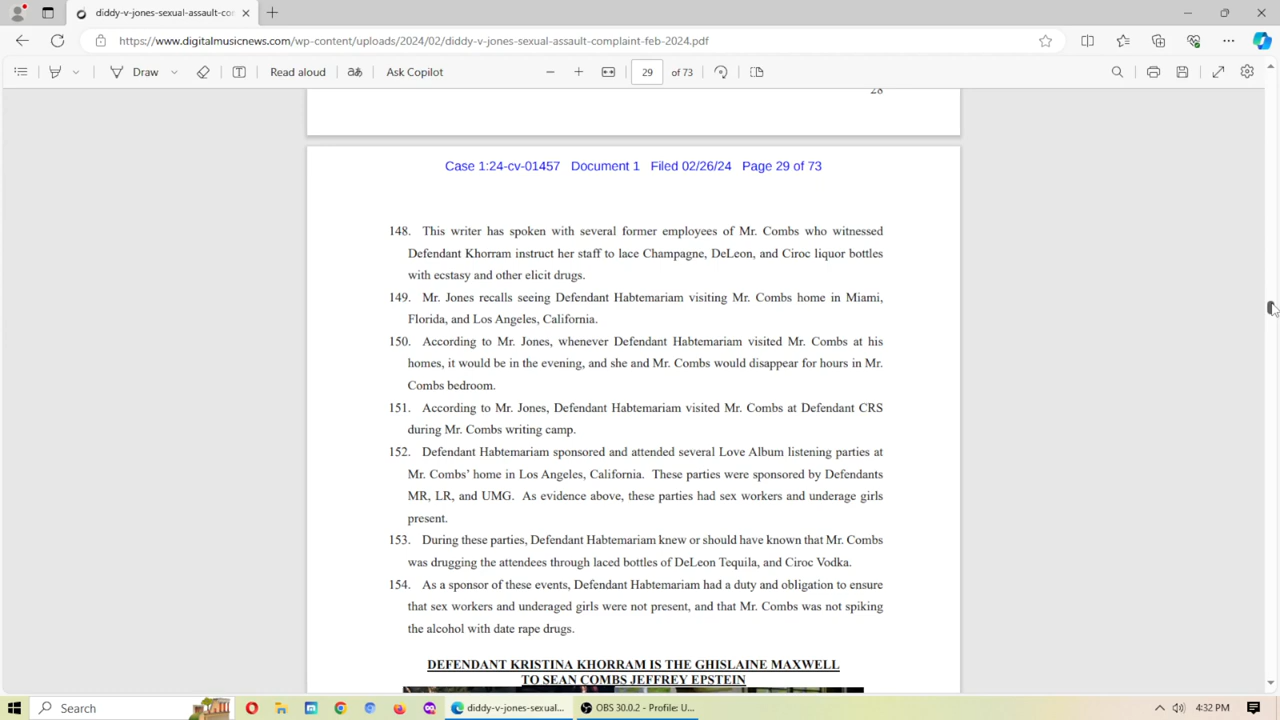 diddy-v-jones-sexual-assault-con
https://www.digitalmusicnews.com/wp-content/uploads/2024/02/diddy-v-jones-sexual-assault-complaint-feb-2024.pdf
Draw Read aloud Ask Copilot 29 of 73
28
Case 1:24-cv-01457 Document 1 Filed 02/26/24 Page 29 of 73
148. This writer has spoken with several former employees of Mr. Combs who witnessed
Defendant Khorram instruct her staff to lace Champagne, DeLeon, and Ciroc liquor bottles
with ecstasy and other elicit drugs.
149. Mr. Jones recalls seeing Defendant Habtemariam visiting Mr. Combs home in Miami,
Florida, and Los Angeles, California.
150. According to Mr. Jones, whenever Defendant Habtemariam visited Mr. Combs at his
homes, it would be in the evening, and she and Mr. Combs would disappear for hours in Mr.
Combs bedroom.
151. According to Mr. Jones, Defendant Habtemariam visited Mr. Combs at Defendant CRS
during Mr. Combs writing camp.
152. Defendant Habtemariam sponsored and attended several Love Album listening parties at
Mr. Combs' home in Los Angeles, California. These parties were sponsored by Defendants
MR, LR, and UMG. As evidence above, these parties had sex workers and underage girls
present.
153. During these parties, Defendant Habtemariam knew or should have known that Mr. Combs
was drugging the attendees through laced bottles of DeLeon Tequila, and Ciroc Vodka.
154. As a sponsor of these events, Defendant Habtemariam had a duty and obligation to ensure
that sex workers and underaged girls were not present, and that Mr. Combs was not spiking
the alcohol with date rape drugs.
DEFENDANT KRISTINA KHORRAM IS THE GHISLAINE MAXWELL
TO SEAN COMBS JEFFREY EPSTEIN
Search diddy-v-jones-sexual... OBS 30.0.2 - Profile: U... 4:32 PM